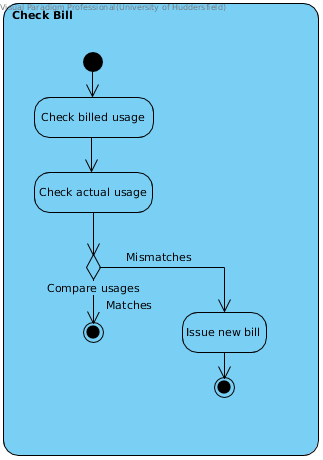 Visual Paradigm Professional(University of Huddersfield)
Check Bill
Check billed usage
Check actual usage
Mismatches
Compare usages
Matches
Issue new bill